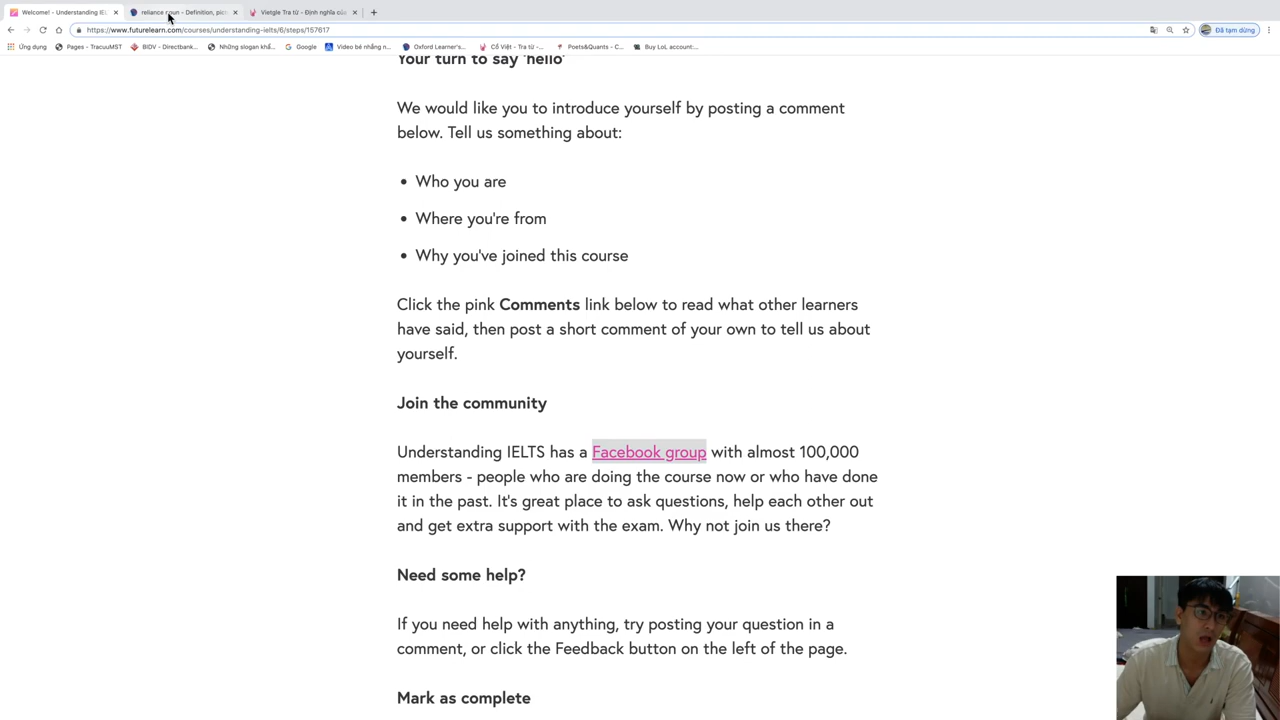 Welcome! - Understanding IEL
reliance noun - Definition, pict
Vietgle Tra từ - Định nghĩa của
https://www.futurelearn.com/courses/understanding-ielts/6/steps/157617
Đã tạm dừng
Ứng dụng
Pages - TracuuMST
BIDV - Directbank...
Những slogan khẩ...
Google
Video bé nhắng n...
Oxford Learner's...
Cồ Việt - Tra từ -...
Poets&Quants - C...
Buy LoL account:...
Your turn to say 'hello'
We would like you to introduce yourself by posting a comment
below. Tell us something about:
• Who you are
• Where you're from
• Why you've joined this course
Click the pink Comments link below to read what other learners
have said, then post a short comment of your own to tell us about
yourself.
Join the community
Understanding IELTS has a Facebook group with almost 100,000
members - people who are doing the course now or who have done
it in the past. It's great place to ask questions, help each other out
and get extra support with the exam. Why not join us there?
Need some help?
If you need help with anything, try posting your question in a
comment, or click the Feedback button on the left of the page.
Mark as complete